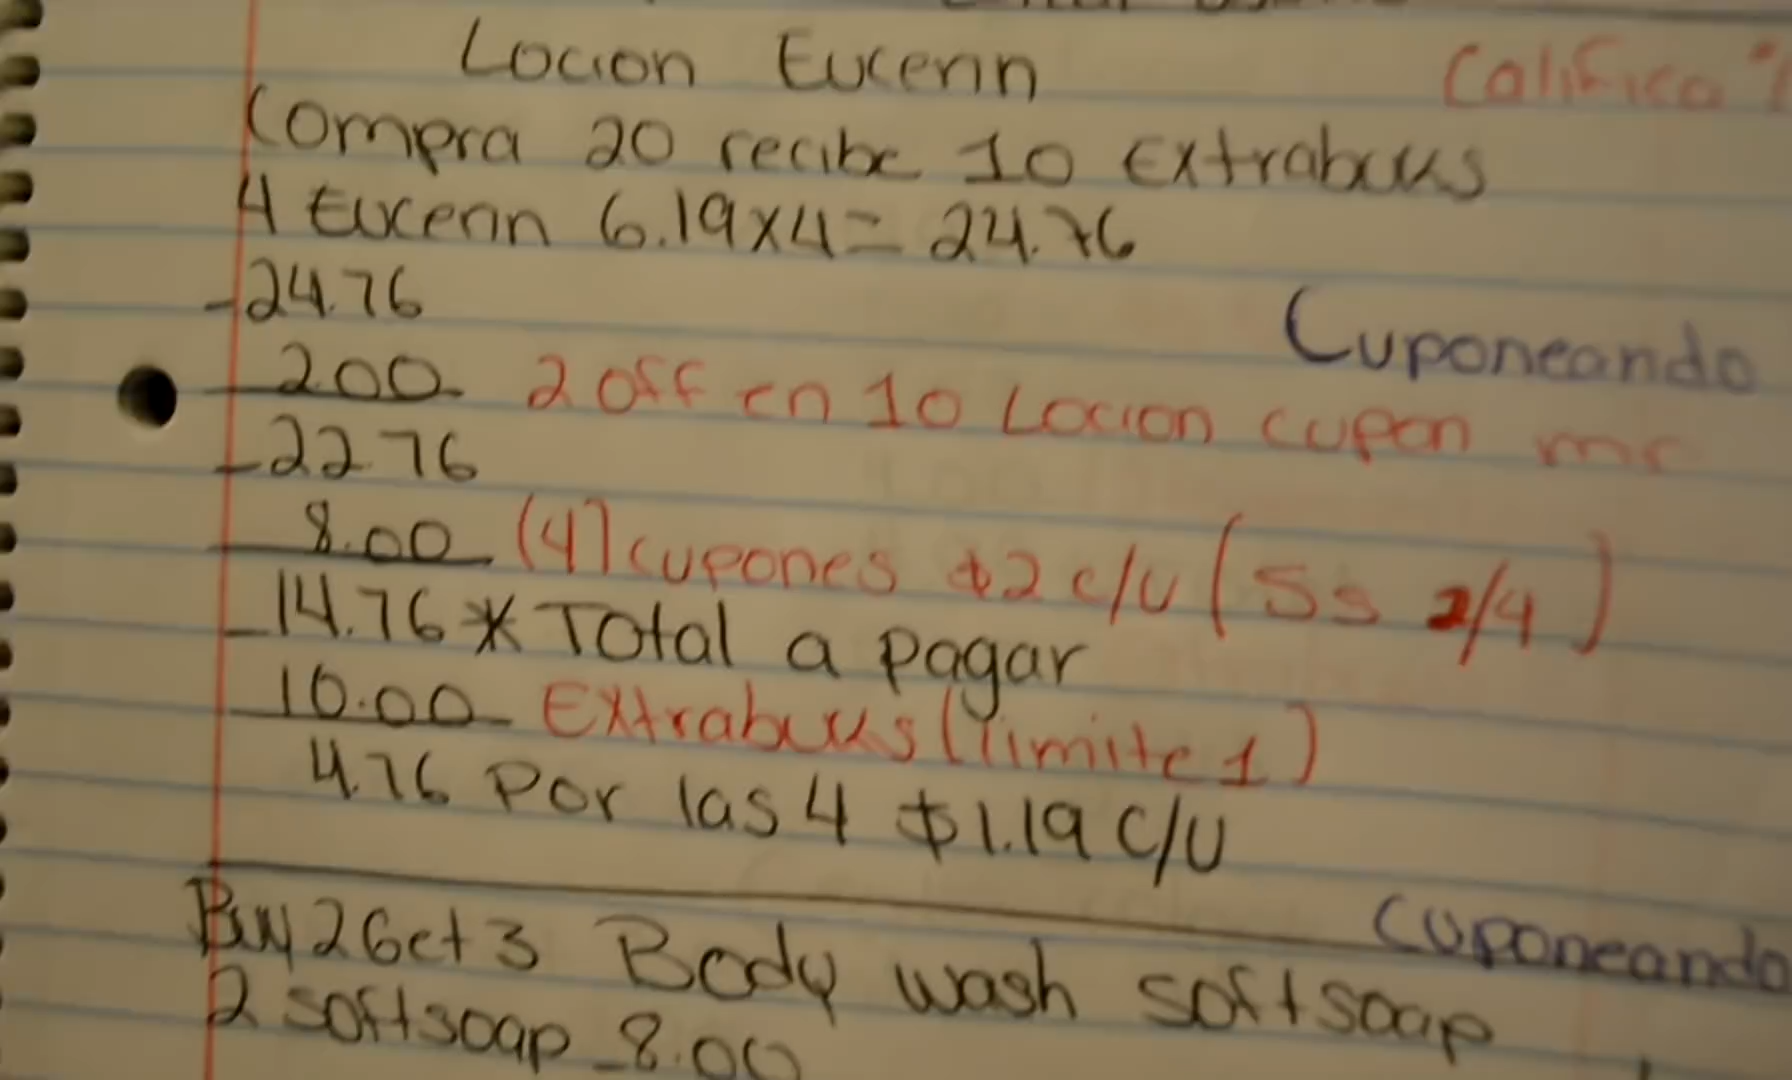 Locion Eucerin
Califica
Compra 20 recibe 10 Extrabucks
4 Eucerin 6.19x4= 24.76
-24.76
Cuponeando
2.00 2 off en 10 Locion cupon
-22.76
8.00 (4) cupones $2 c/u (Ss 2/4)
-14.76 * Total a pagar
10.00 Extrabucks (limite 1)
4.76 Por las 4 $1.19 c/u
Cuponeando
Buy 2 Get 3 Body wash softsoap
2 softsoap 8.00